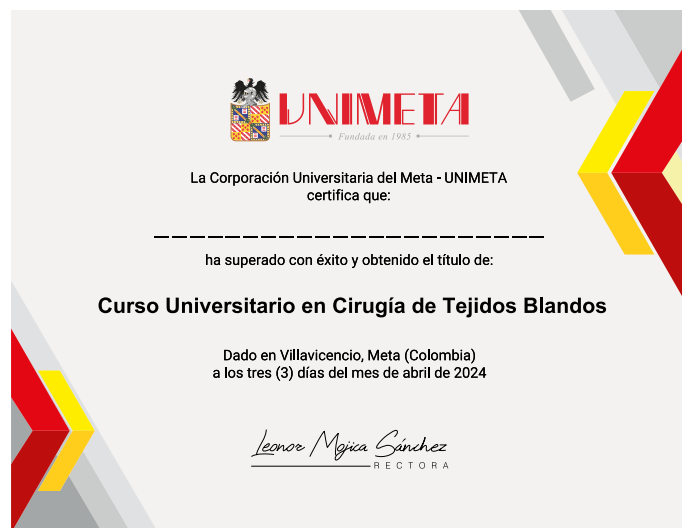 UNIMETA
Fundada en 1985
La Corporación Universitaria del Meta - UNIMETA
certifica que:
ha superado con éxito y obtenido el título de:
Curso Universitario en Cirugía de Tejidos Blandos
Dado en Villavicencio, Meta (Colombia)
a los tres (3) días del mes de abril de 2024
Leonor Mojica Sánchez
RECTORA